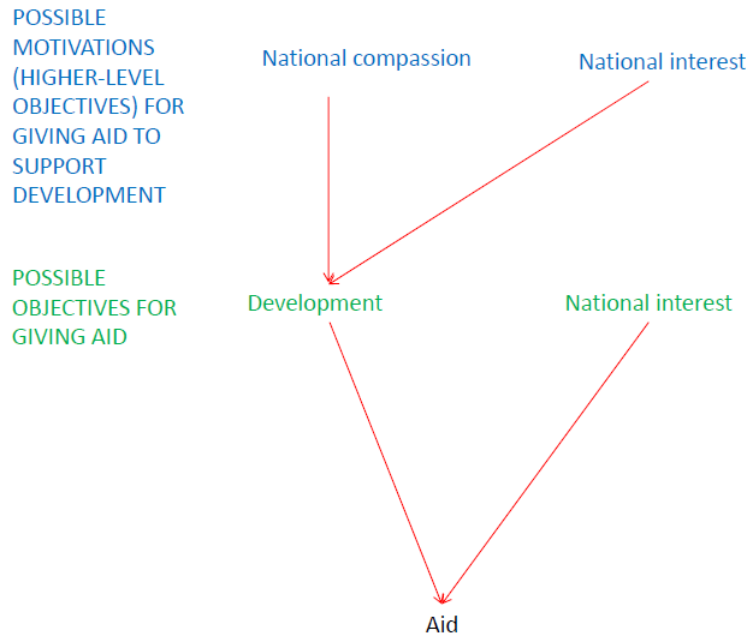 POSSIBLE
MOTIVATIONS
(HIGHER-LEVEL
OBJECTIVES) FOR
GIVING AID TO
SUPPORT
DEVELOPMENT
National compassion
National interest
POSSIBLE
OBJECTIVES FOR
GIVING AID
Development
National interest
Aid